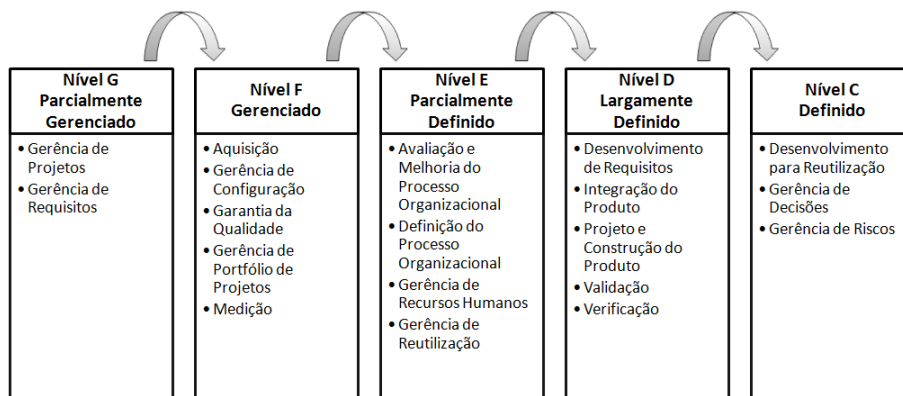 Nível G
Parcialmente
Gerenciado
• Gerência de
Projetos
• Gerência de
Requisitos
Nível F
Gerenciado
• Aquisição
• Gerência de
Configuração
• Garantia da
Qualidade
• Gerência de
Portfólio de
Projetos
• Medição
Nível E
Parcialmente
Definido
• Avaliação e
Melhoria do
Processo
Organizacional
• Definição do
Processo
Organizacional
• Gerência de
Recursos Humanos
• Gerência de
Reutilização
Nível D
Largamente
Definido
• Desenvolvimento
de Requisitos
• Integração do
Produto
• Projeto e
Construção do
Produto
• Validação
• Verificação
Nível C
Definido
• Desenvolvimento
para Reutilização
• Gerência de
Decisões
• Gerência de Riscos